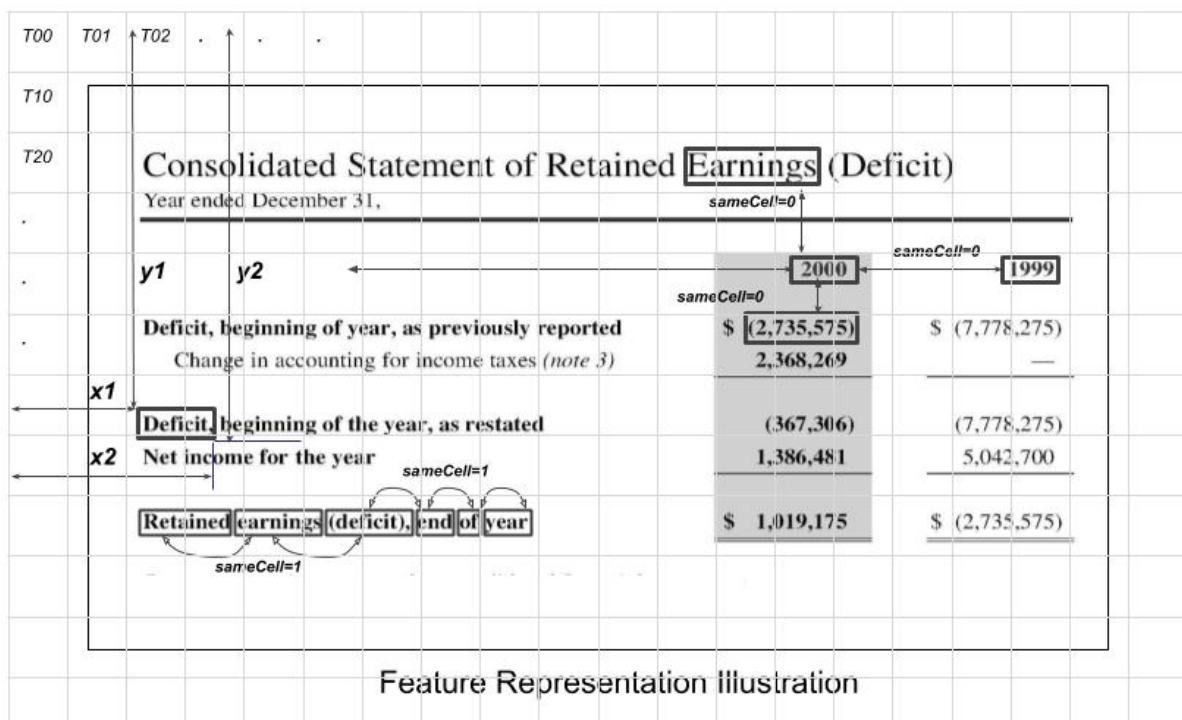 T00 T01 T02 . . .
T10
T20 Consolidated Statement of Retained Earnings (Deficit)
Year ended December 31, sameCell=0
.
sameCell=0
. y1 y2 2000 1999
sameCell=0
. Deficit, beginning of year, as previously reported $ (2,735,575) $ (7,778,275)
Change in accounting for income taxes (note 3) 2,368,269 —
x1
Deficit, beginning of the year, as restated (367,306) (7,778,275)
x2 Net income for the year 1,386,481 5,042,700
sameCell=1
Retained earnings (deficit), end of year $ 1,019,175 $ (2,735,575)
sameCell=1
Feature Representation Illustration